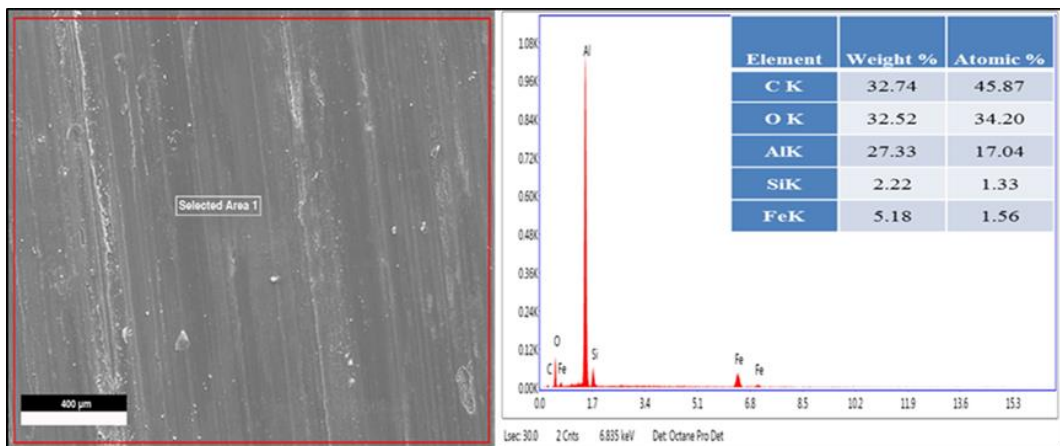 Selected Area 1
400 µm
1.08K
0.96K
0.84K
0.72K
0.60K
0.48K
0.36K
0.24K
0.12K
0.00K
Al
O
C
Fe
Si
Fe
Fe
0.0 1.7 3.4 5.1 6.8 8.5 10.2 11.9 13.6 15.3
Lsec: 30.0 2 Cnts 6.835 keV Det: Octane Pro Det
Element Weight % Atomic %
C K 32.74 45.87
O K 32.52 34.20
AlK 27.33 17.04
SiK 2.22 1.33
FeK 5.18 1.56